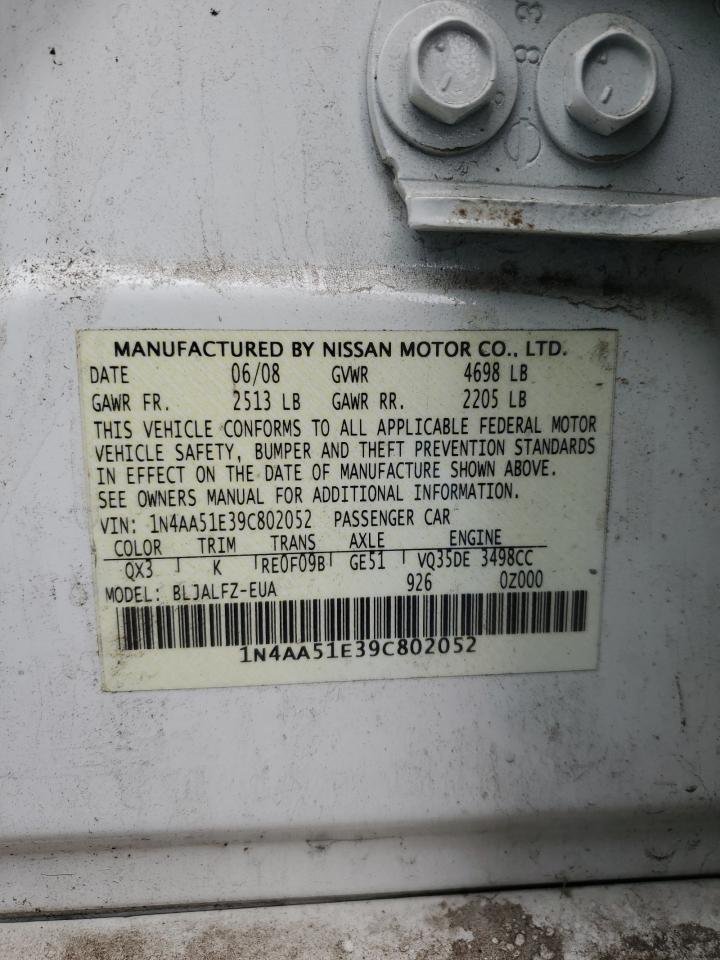 83
MANUFACTURED BY NISSAN MOTOR CO., LTD.
DATE 06/08 GVWR 4698 LB
GAWR FR. 2513 LB GAWR RR. 2205 LB
THIS VEHICLE CONFORMS TO ALL APPLICABLE FEDERAL MOTOR
VEHICLE SAFETY, BUMPER AND THEFT PREVENTION STANDARDS
IN EFFECT ON THE DATE OF MANUFACTURE SHOWN ABOVE.
SEE OWNERS MANUAL FOR ADDITIONAL INFORMATION.
VIN: 1N4AA51E39C802052 PASSENGER CAR
COLOR TRIM TRANS AXLE ENGINE
QX3 K RE0F09B GE51 VQ35DE 3498CC
MODEL: BLJALFZ-EUA 926 0Z000
1N4AA51E39C802052